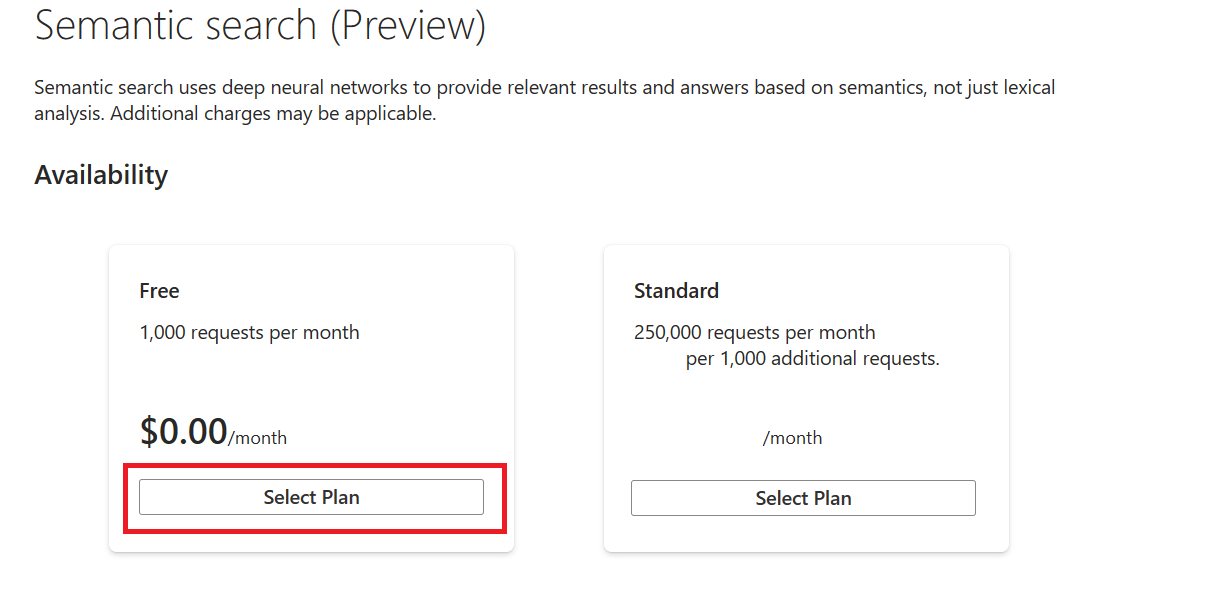 Semantic search (Preview)
Semantic search uses deep neural networks to provide relevant results and answers based on semantics, not just lexical
analysis. Additional charges may be applicable.
Availability
Free
1,000 requests per month
$0.00/month
Select Plan
Standard
250,000 requests per month
per 1,000 additional requests.
/month
Select Plan